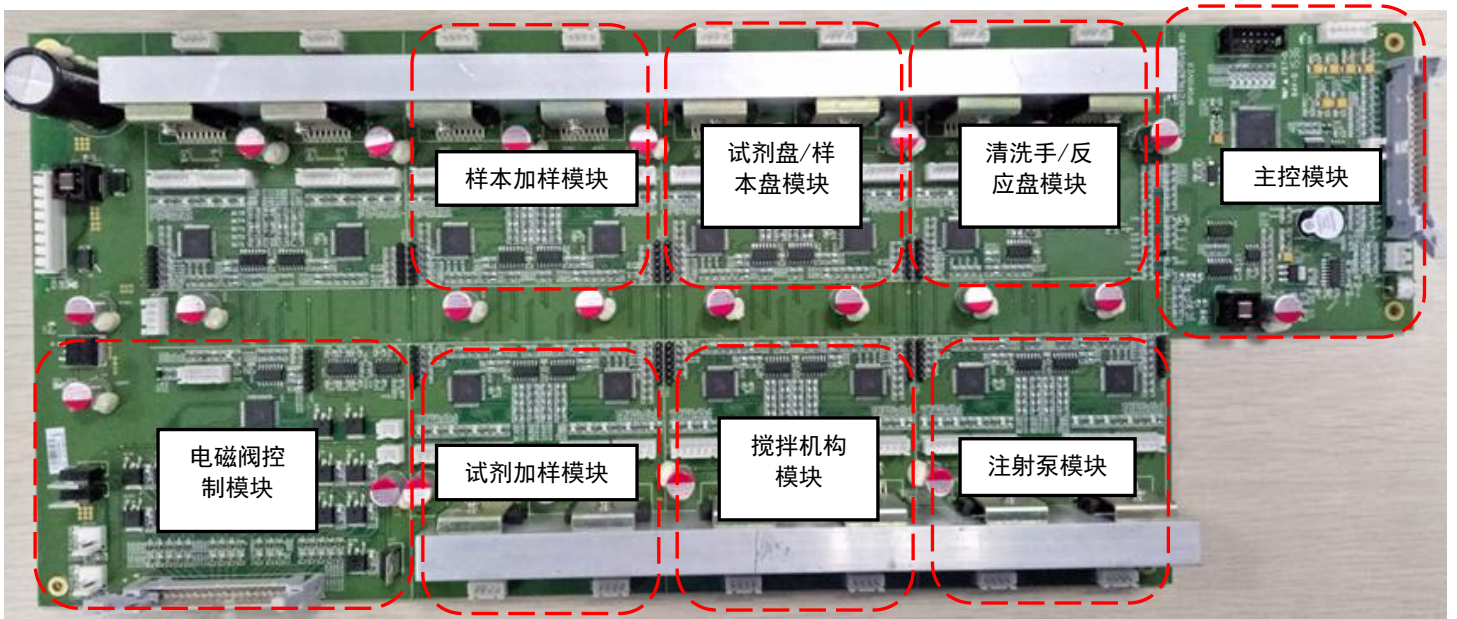 样本加样模块
试剂盘/样
本盘模块
清洗手/反
应盘模块
主控模块
电磁阀控
制模块
试剂加样模块
搅拌机构
模块
注射泵模块